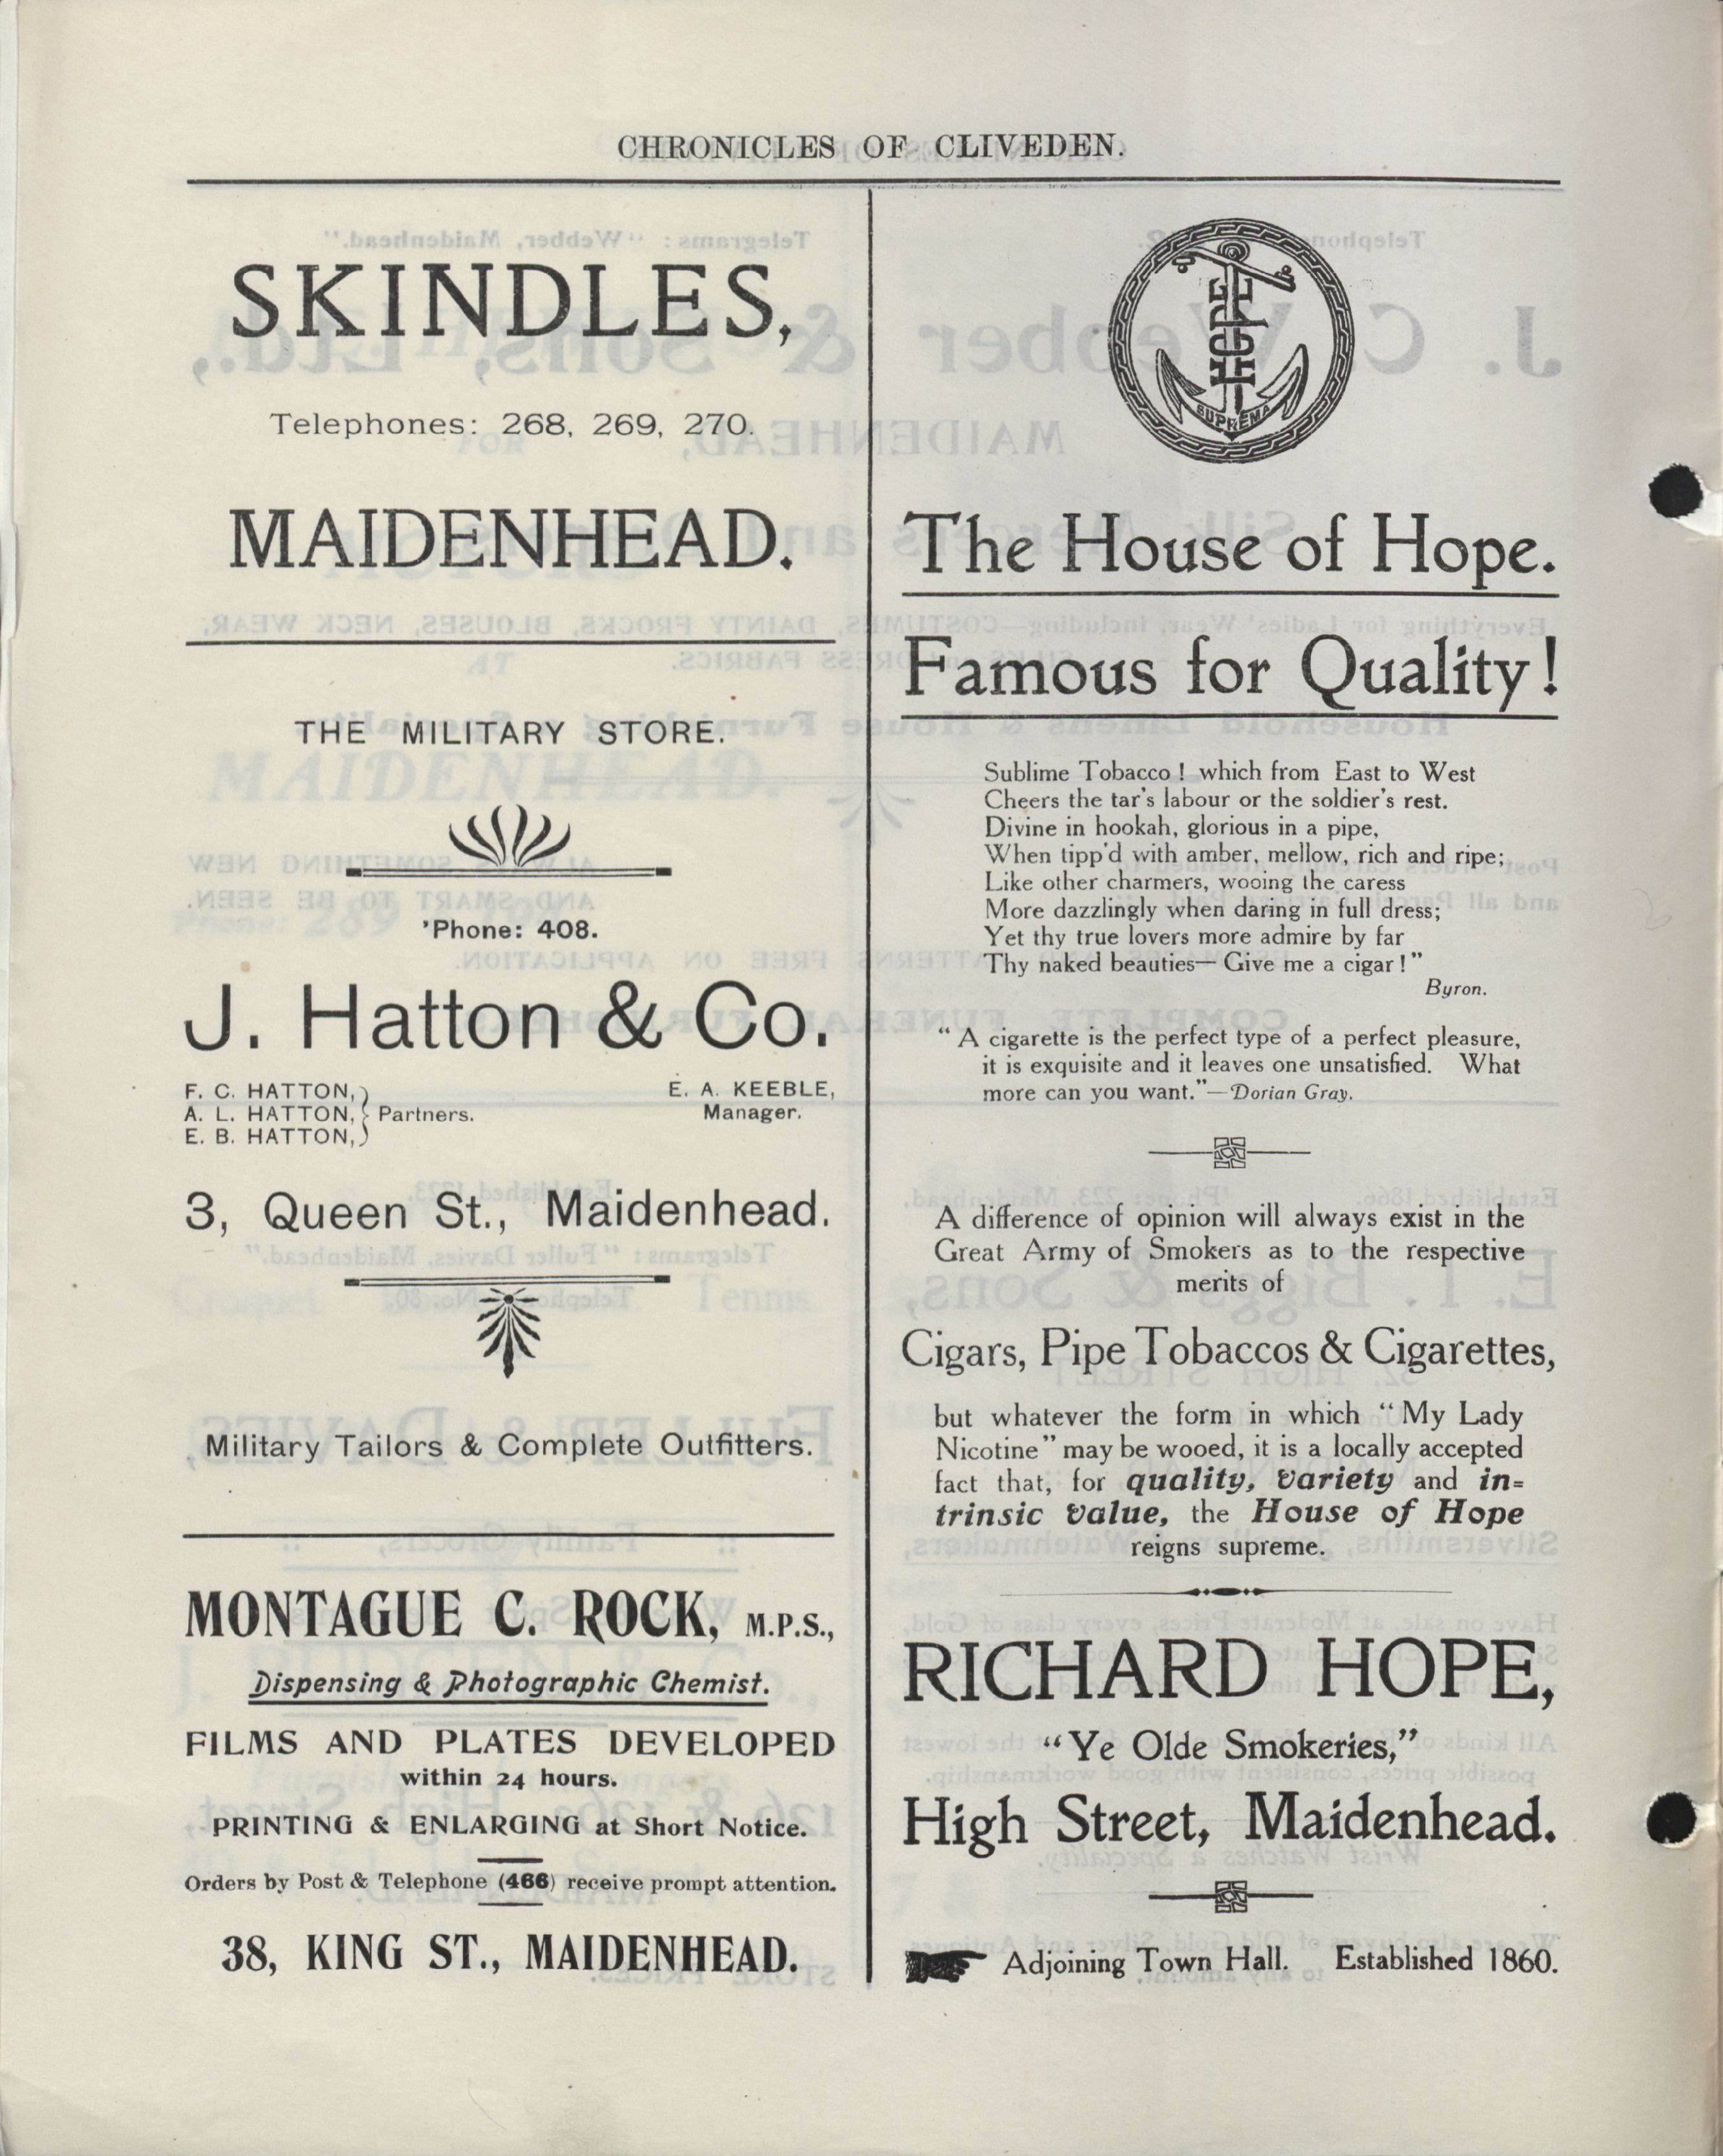 CHRONICLES OF CLIVEDEN.
SKINDLES,
Telephones: 268, 269, 270.
MAIDENHEAD.
THE MILITARY STORE.
'Phone: 408.
J. Hatton & Co.
F. C. HATTON,
A. L. HATTON, } Partners.
E. B. HATTON,
E. A. KEEBLE,
Manager.
3, Queen St., Maidenhead.
Military Tailors & Complete Outfitters.
MONTAGUE C. ROCK, M.P.S.,
Dispensing & Photographic Chemist.
FILMS AND PLATES DEVELOPED
within 24 hours.
PRINTING & ENLARGING at Short Notice.
Orders by Post & Telephone (466) receive prompt attention.
38, KING ST., MAIDENHEAD.
HOPE
SUPREMA
The House of Hope.
Famous for Quality!
Sublime Tobacco! which from East to West
Cheers the tar's labour or the soldier's rest.
Divine in hookah, glorious in a pipe,
When tipp'd with amber, mellow, rich and ripe;
Like other charmers, wooing the caress
More dazzlingly when daring in full dress;
Yet thy true lovers more admire by far
Thy naked beauties— Give me a cigar!"
Byron.
"A cigarette is the perfect type of a perfect pleasure,
it is exquisite and it leaves one unsatisfied. What
more can you want."—Dorian Gray.
A difference of opinion will always exist in the
Great Army of Smokers as to the respective
merits of
Cigars, Pipe Tobaccos & Cigarettes,
but whatever the form in which "My Lady
Nicotine" may be wooed, it is a locally accepted
fact that, for quality, variety and in=
trinsic value, the House of Hope
reigns supreme.
RICHARD HOPE,
"Ye Olde Smokeries,"
High Street, Maidenhead.
Adjoining Town Hall. Established 1860.